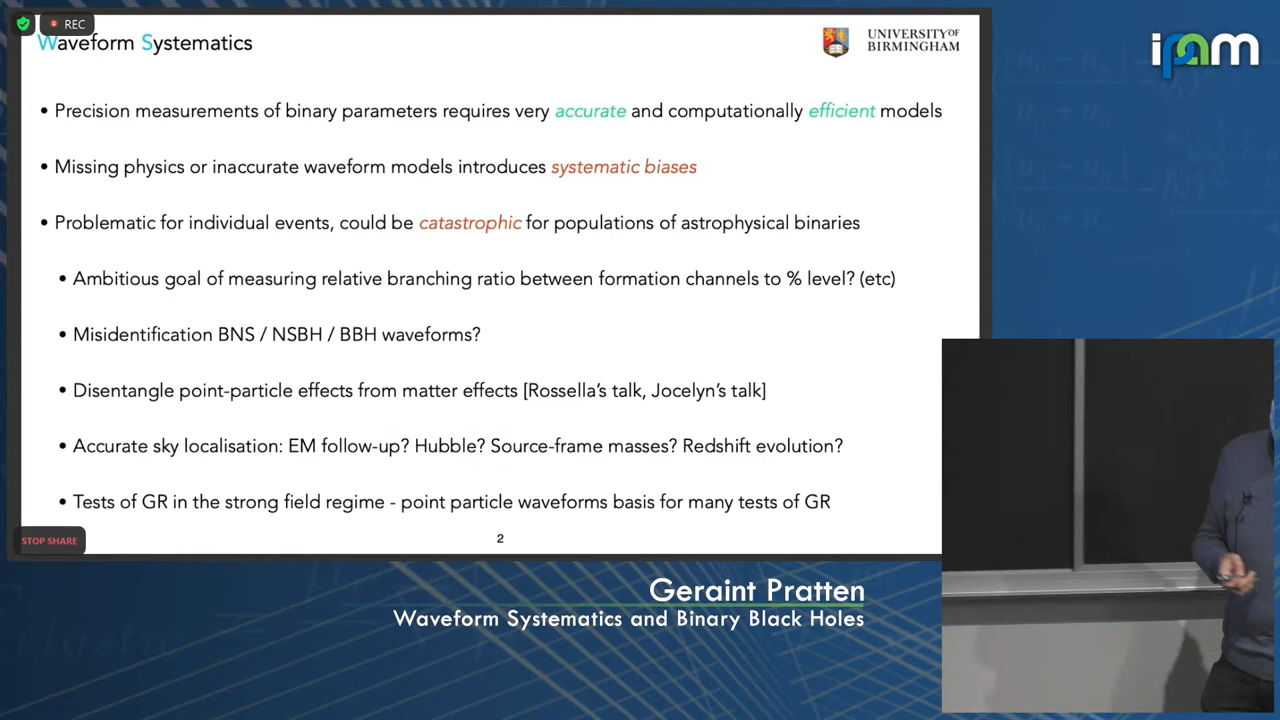 REC
Waveform Systematics
UNIVERSITY OF
BIRMINGHAM
ipam
• Precision measurements of binary parameters requires very accurate and computationally efficient models
• Missing physics or inaccurate waveform models introduces systematic biases
• Problematic for individual events, could be catastrophic for populations of astrophysical binaries
• Ambitious goal of measuring relative branching ratio between formation channels to % level? (etc)
• Misidentification BNS / NSBH / BBH waveforms?
• Disentangle point-particle effects from matter effects [Rossella's talk, Jocelyn's talk]
• Accurate sky localisation: EM follow-up? Hubble? Source-frame masses? Redshift evolution?
• Tests of GR in the strong field regime - point particle waveforms basis for many tests of GR
STOP SHARE
2
Geraint Pratten
Waveform Systematics and Binary Black Holes